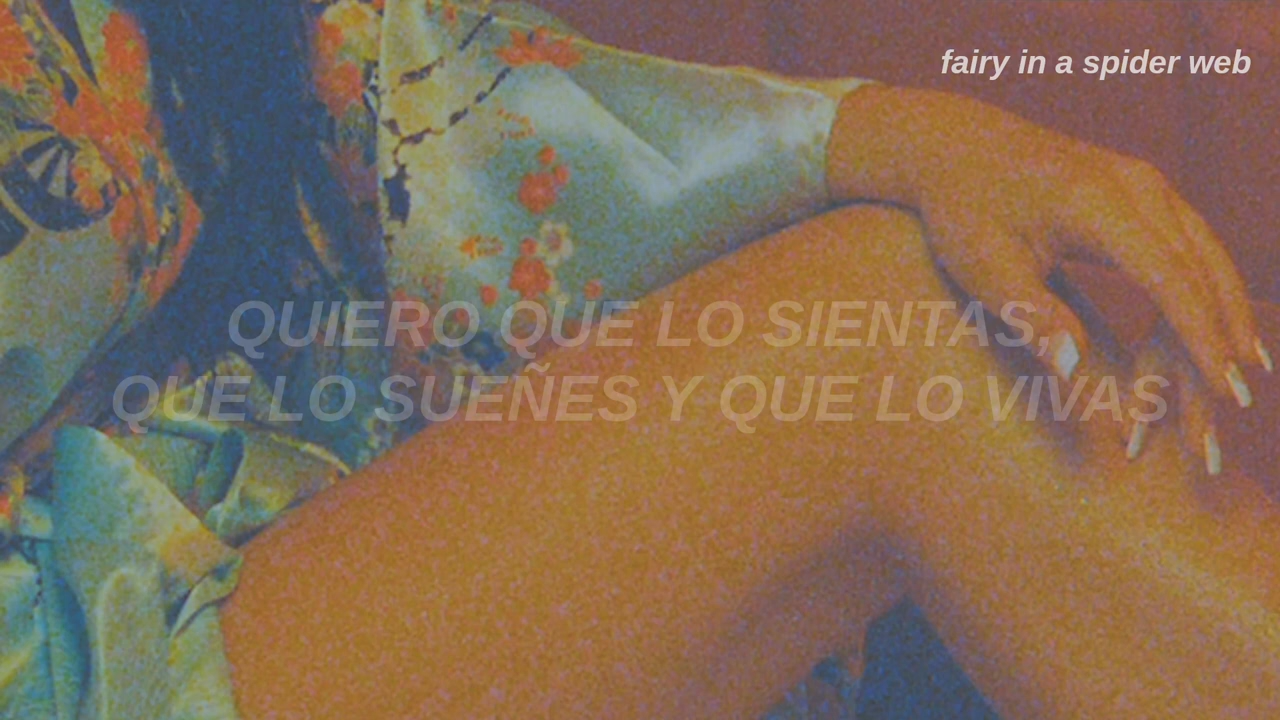 fairy in a spider web
QUIERO QUE LO SIENTAS,
QUE LO SUEÑES Y QUE LO VIVAS